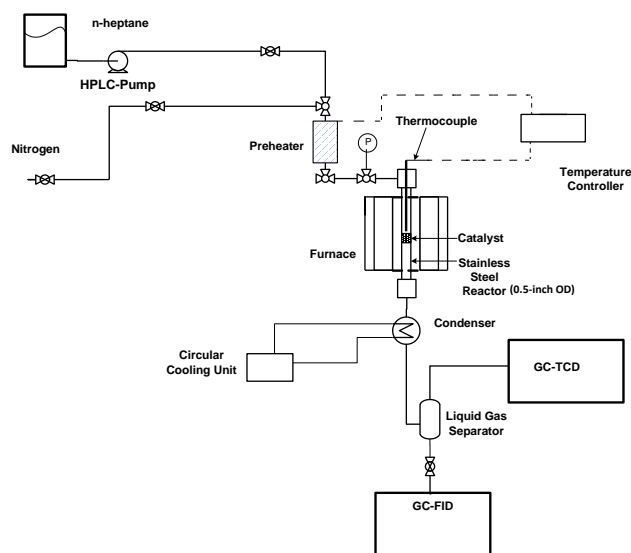 n-heptane
HPLC-Pump
Nitrogen
Preheater
P
Thermocouple
Temperature
Controller
Furnace
Catalyst
Stainless
Steel
Reactor (0.5-inch OD)
Condenser
Circular
Cooling Unit
GC-TCD
Liquid Gas
Separator
GC-FID